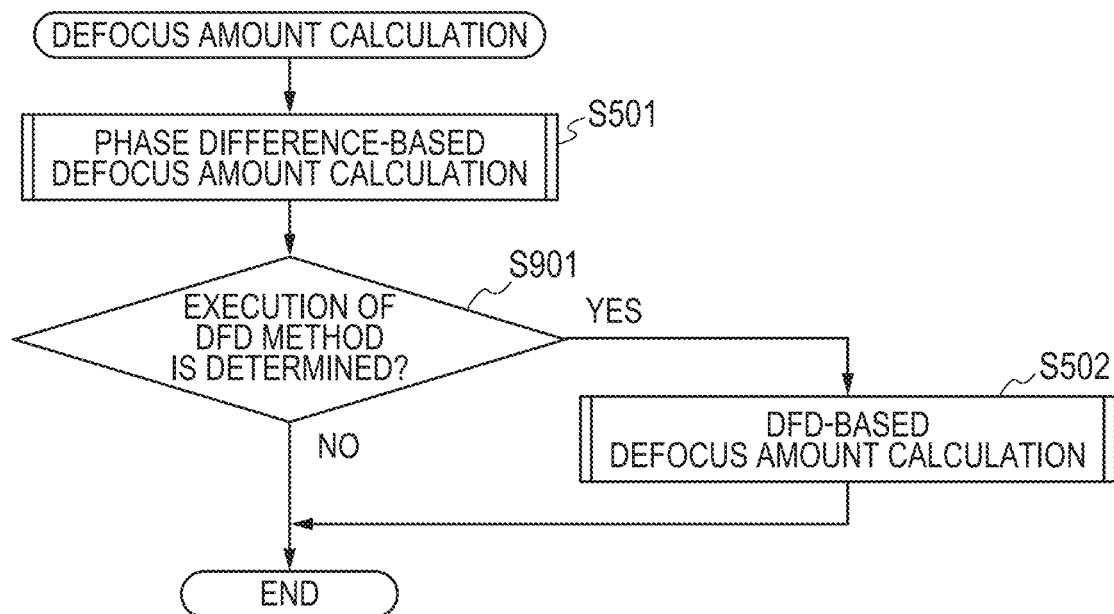 DEFOCUS AMOUNT CALCULATION
S501
PHASE DIFFERENCE-BASED
DEFOCUS AMOUNT CALCULATION
S901
EXECUTION OF
DFD METHOD
IS DETERMINED?
YES
S502
DFD-BASED
DEFOCUS AMOUNT CALCULATION
NO
END